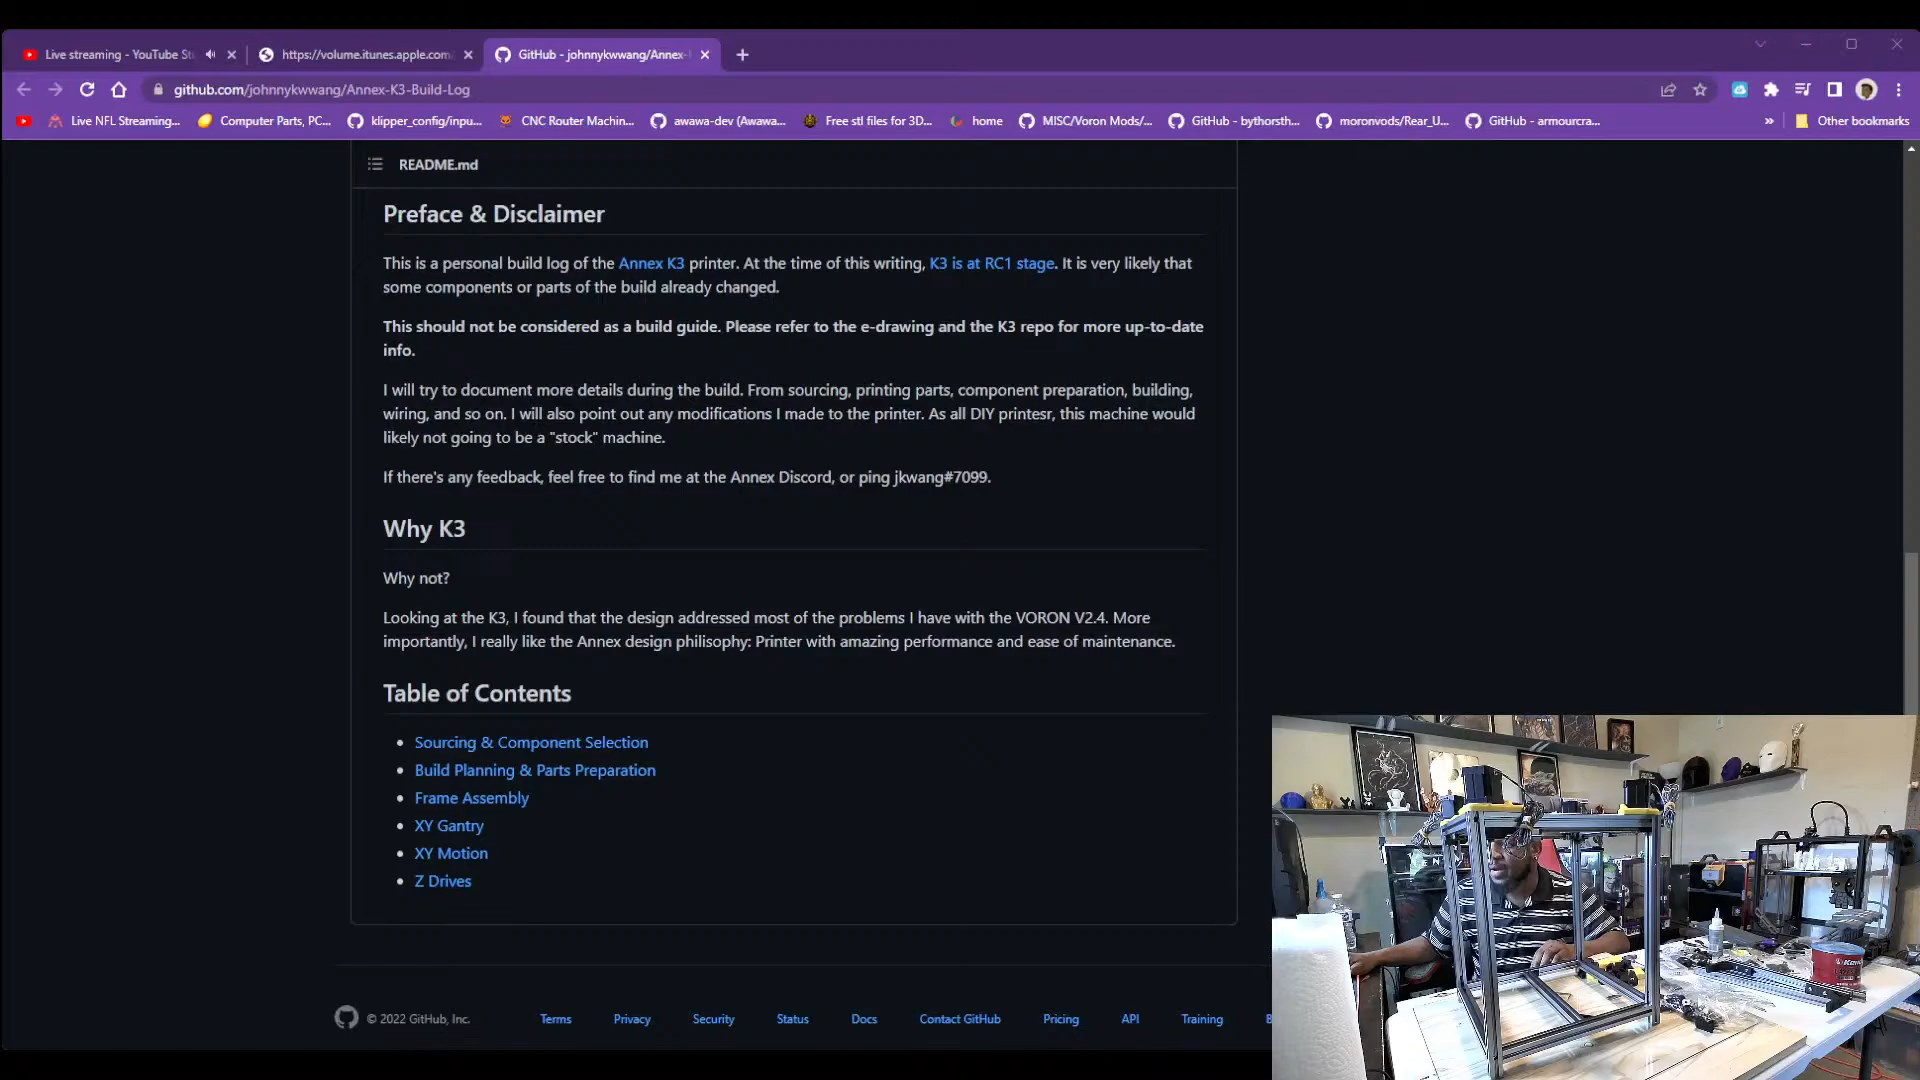 Live streaming - YouTube St
https://volume.itunes.apple.com/
GitHub - johnnykwwang/Annex-
github.com/johnnykwwang/Annex-K3-Build-Log
Live NFL Streaming...
Computer Parts, PC...
klipper_config/inpu...
CNC Router Machin...
awawa-dev (Awawa...
Free stl files for 3D...
home
MISC/Voron Mods/...
GitHub - bythorsth...
moronvods/Rear_U...
GitHub - armourcra...
»
Other bookmarks
README.md
Preface & Disclaimer
This is a personal build log of the Annex K3 printer. At the time of this writing, K3 is at RC1 stage. It is very likely that
some components or parts of the build already changed.
This should not be considered as a build guide. Please refer to the e-drawing and the K3 repo for more up-to-date
info.
I will try to document more details during the build. From sourcing, printing parts, component preparation, building,
wiring, and so on. I will also point out any modifications I made to the printer. As all DIY printesr, this machine would
likely not going to be a "stock" machine.
If there's any feedback, feel free to find me at the Annex Discord, or ping jkwang#7099.
Why K3
Why not?
Looking at the K3, I found that the design addressed most of the problems I have with the VORON V2.4. More
importantly, I really like the Annex design philisophy: Printer with amazing performance and ease of maintenance.
Table of Contents
• Sourcing & Component Selection
• Build Planning & Parts Preparation
• Frame Assembly
• XY Gantry
• XY Motion
• Z Drives
© 2022 GitHub, Inc.
Terms
Privacy
Security
Status
Docs
Contact GitHub
Pricing
API
Training
B